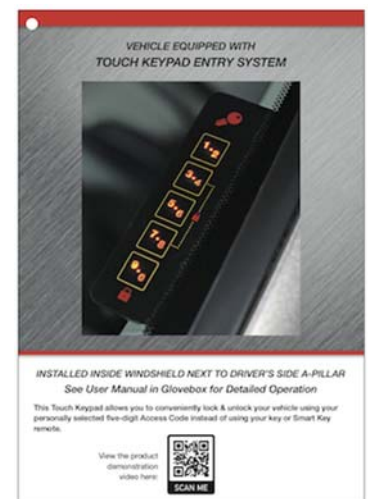 VEHICLE EQUIPPED WITH
TOUCH KEYPAD ENTRY SYSTEM
1•2
3•4
5•6
7•8
9•0
INSTALLED INSIDE WINDSHIELD NEXT TO DRIVER'S SIDE A-PILLAR
See User Manual in Glovebox for Detailed Operation
This Touch Keypad allows you to conveniently lock & unlock your vehicle using your
personally selected five-digit Access Code instead of using your key or Smart Key
remote.
View the product
demonstration
video here:
SCAN ME